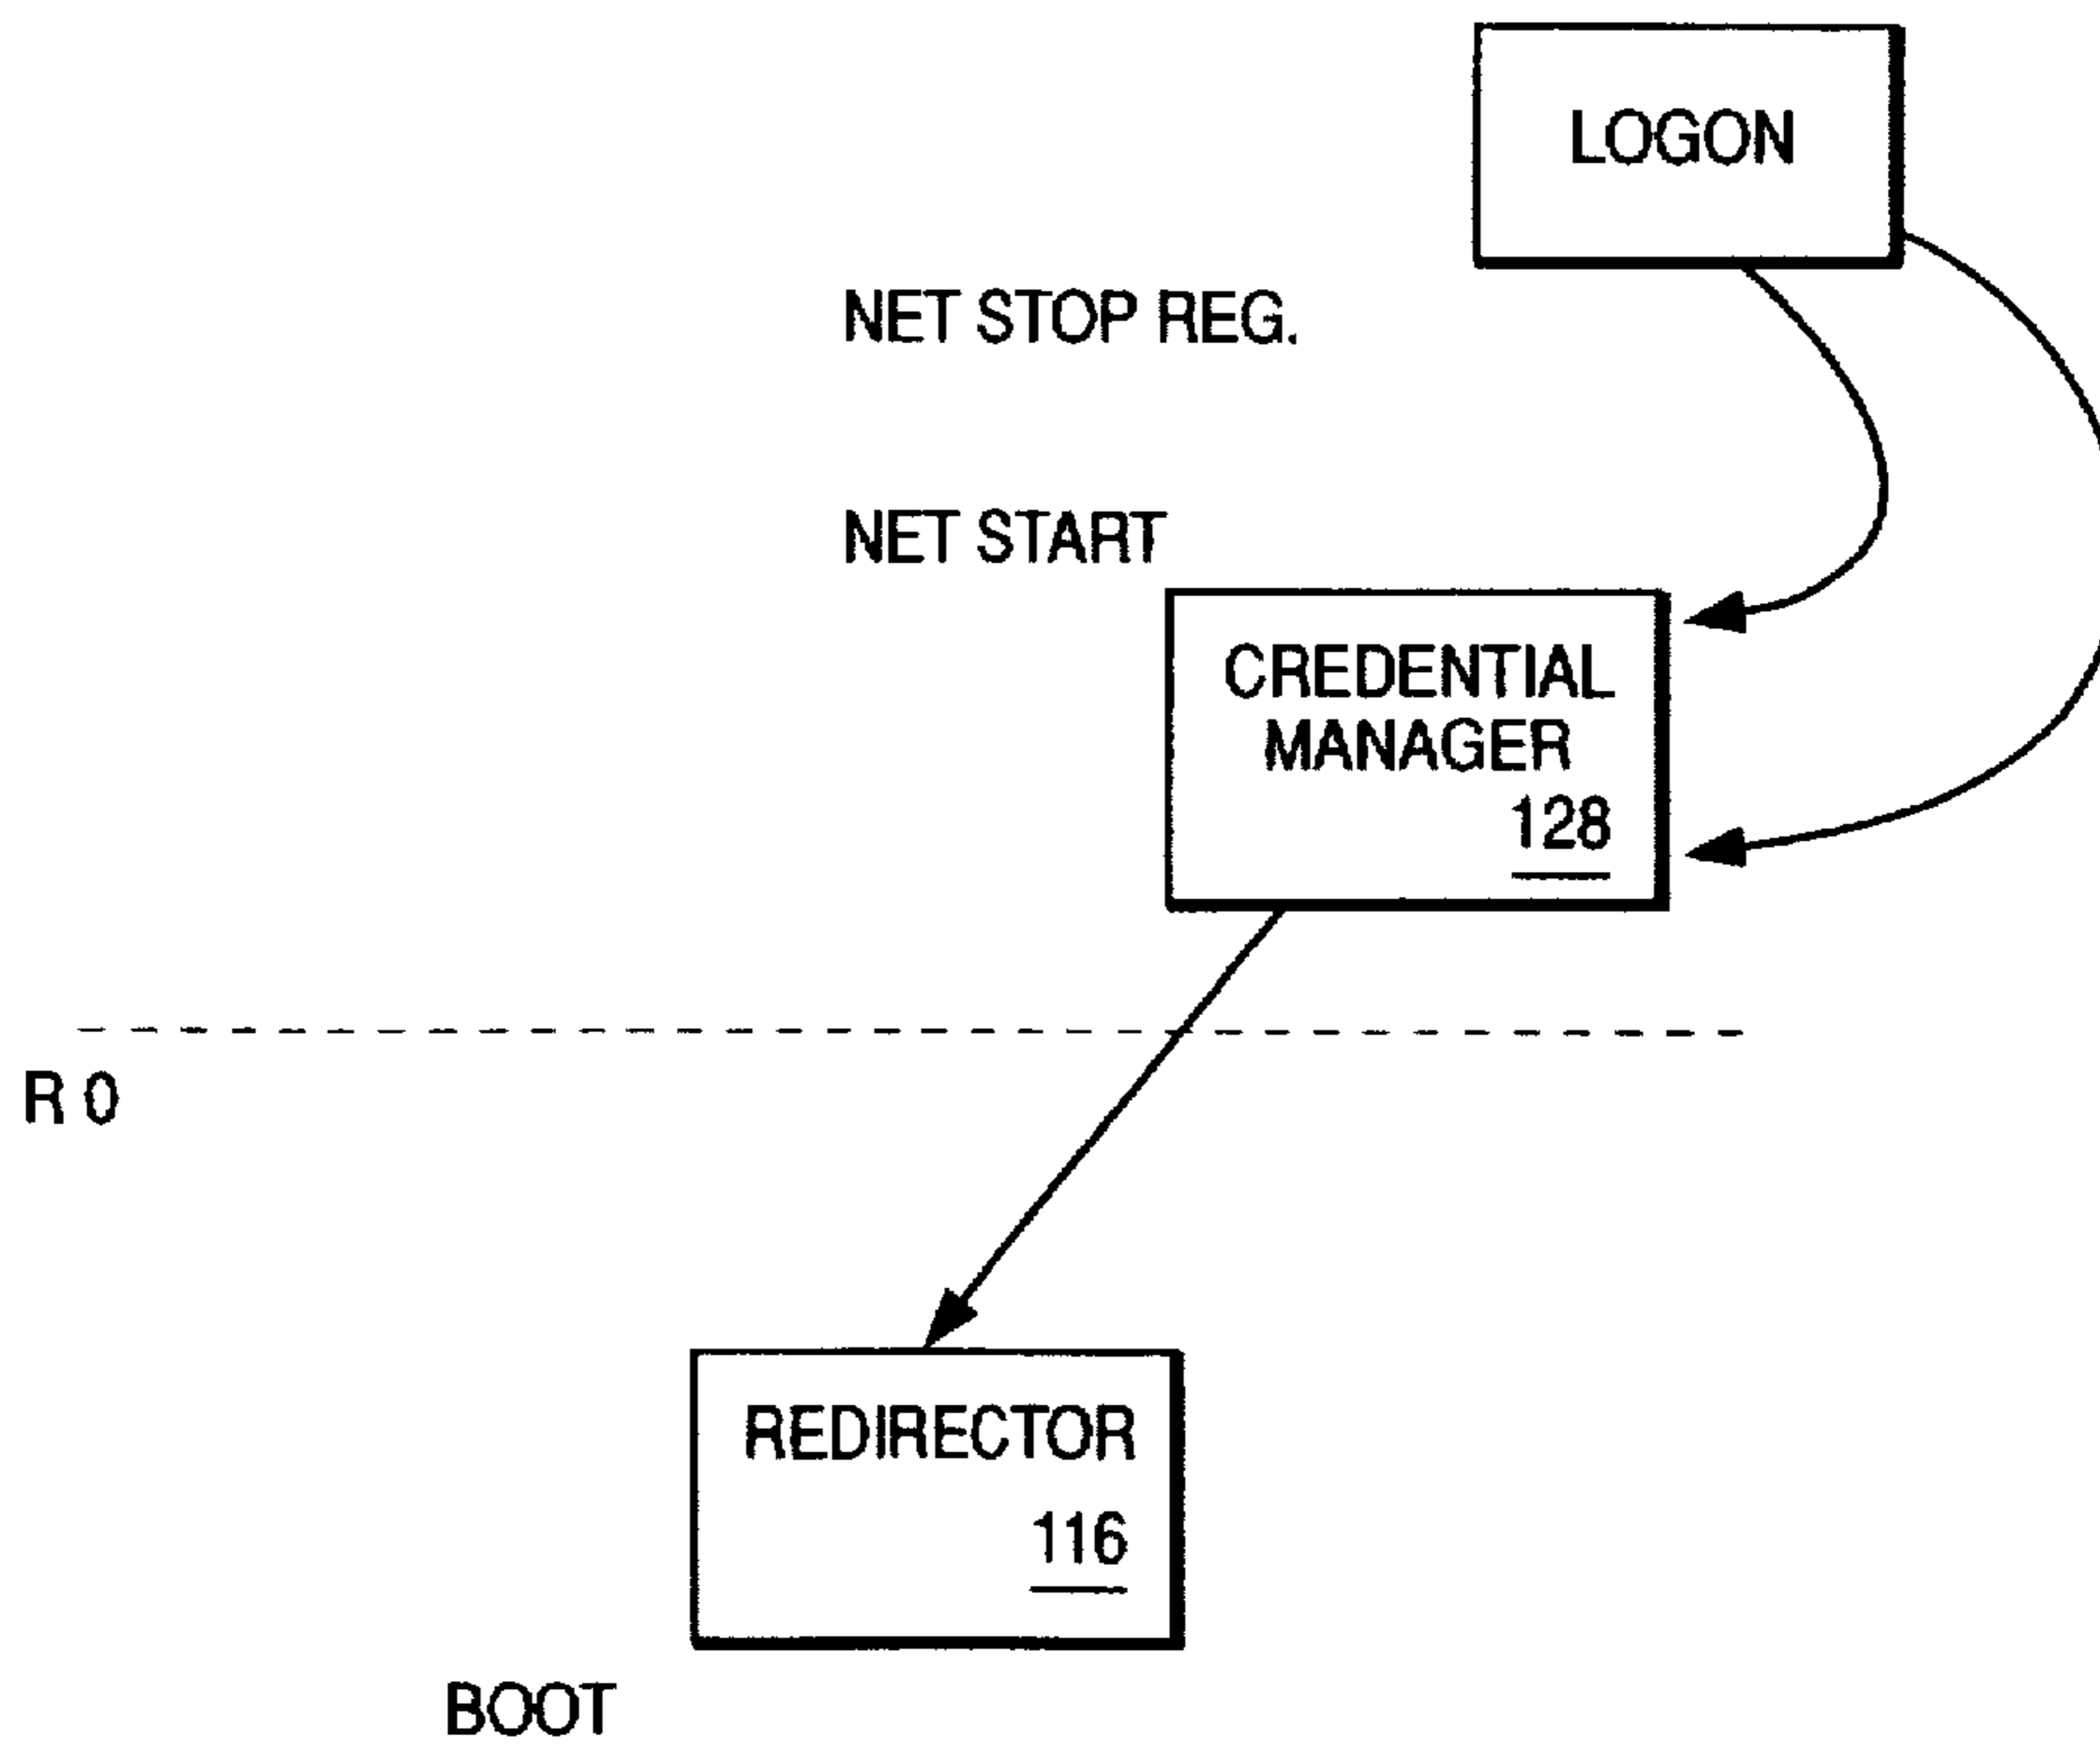 LOGON
NET STOP REG.
NET START
CREDENTIAL
MANAGER
128
R 0
REDIRECTOR
116
BOOT